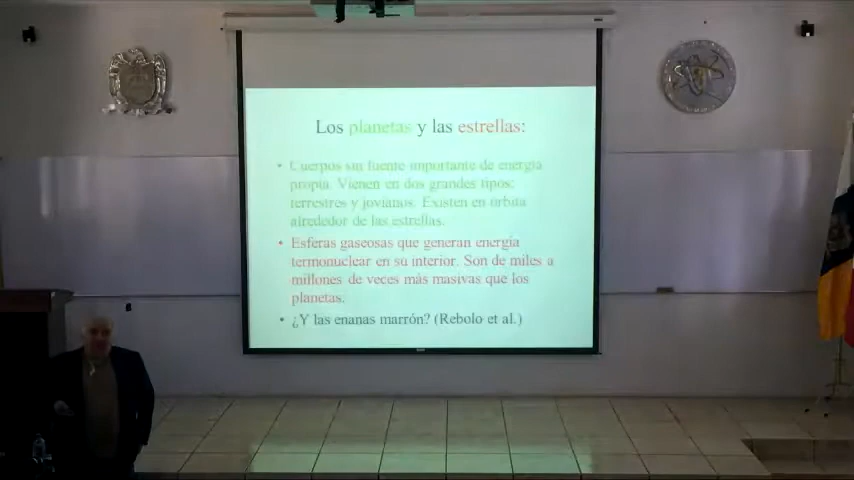 Los planetas y las estrellas:
• Cuerpos sin fuente importante de energía
propia. Vienen en dos grandes tipos:
terrestres y jovianos. Existen en órbita
alrededor de las estrellas.
• Esferas gaseosas que generan energía
termonuclear en su interior. Son de miles a
millones de veces más masivas que los
planetas.
• ¿Y las enanas marrón? (Rebolo et al.)